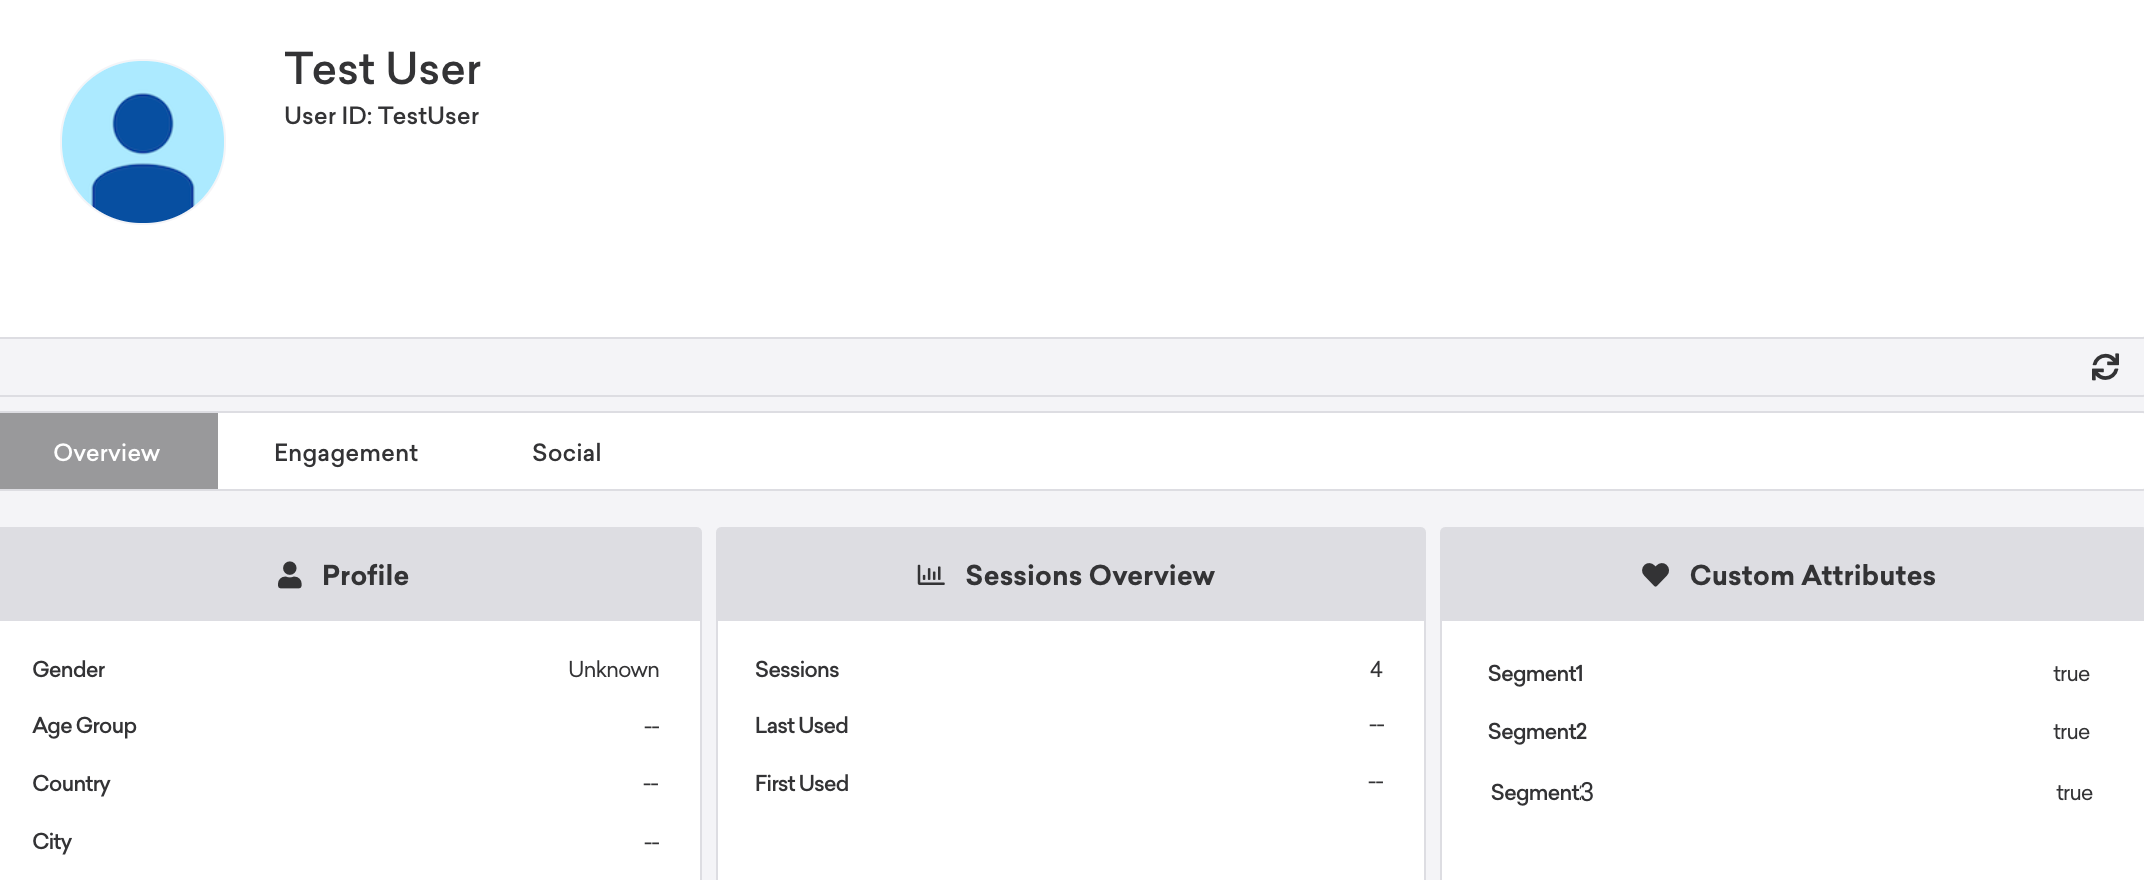 Test User
User ID: TestUser
Overview Engagement Social
Profile
Gender Unknown
Age Group --
Country --
City --
Sessions Overview
Sessions 4
Last Used --
First Used --
Custom Attributes
Segment1 true
Segment2 true
Segment3 true